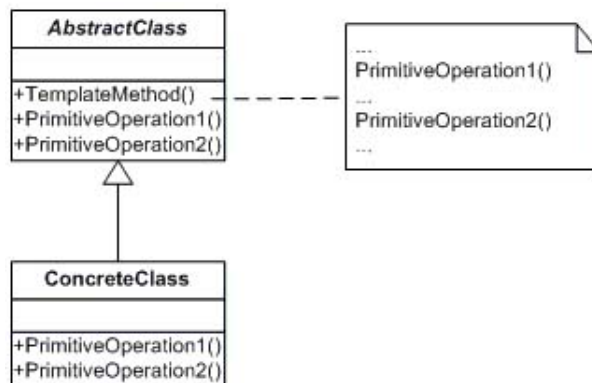 AbstractClass
+TemplateMethod()
+PrimitiveOperation1()
+PrimitiveOperation2()
...
PrimitiveOperation1()
...
PrimitiveOperation2()
...
ConcreteClass
+PrimitiveOperation1()
+PrimitiveOperation2()